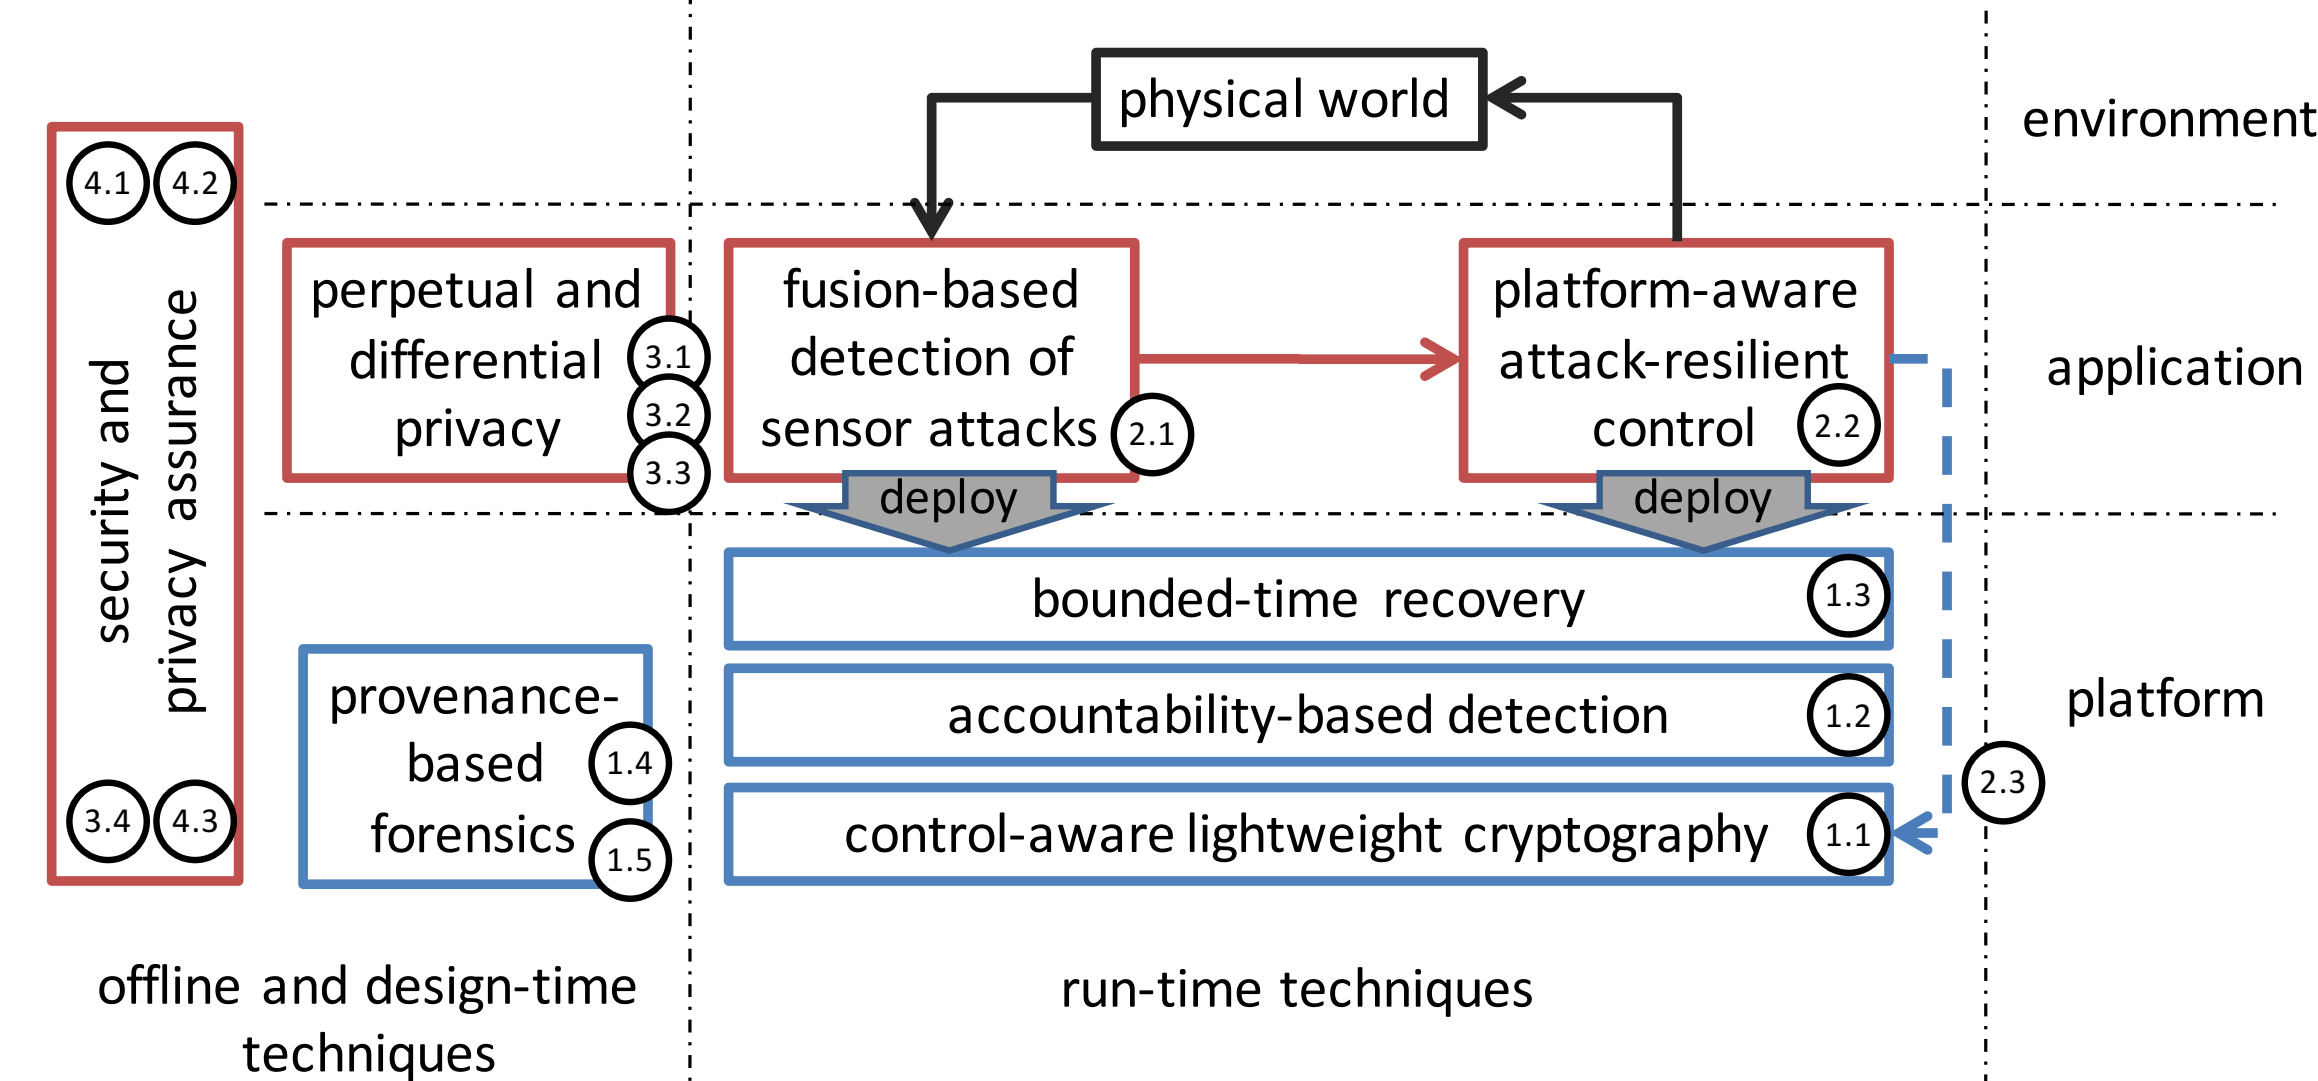 physical world
environment
4.1
4.2
security and
privacy assurance
3.4
4.3
perpetual and
differential
privacy
3.1
3.2
3.3
fusion-based
detection of
sensor attacks
2.1
platform-aware
attack-resilient
control
2.2
application
deploy
deploy
bounded-time recovery
1.3
accountability-based detection
1.2
control-aware lightweight cryptography
1.1
provenance-
based
forensics
1.4
1.5
platform
2.3
offline and design-time
techniques
run-time techniques